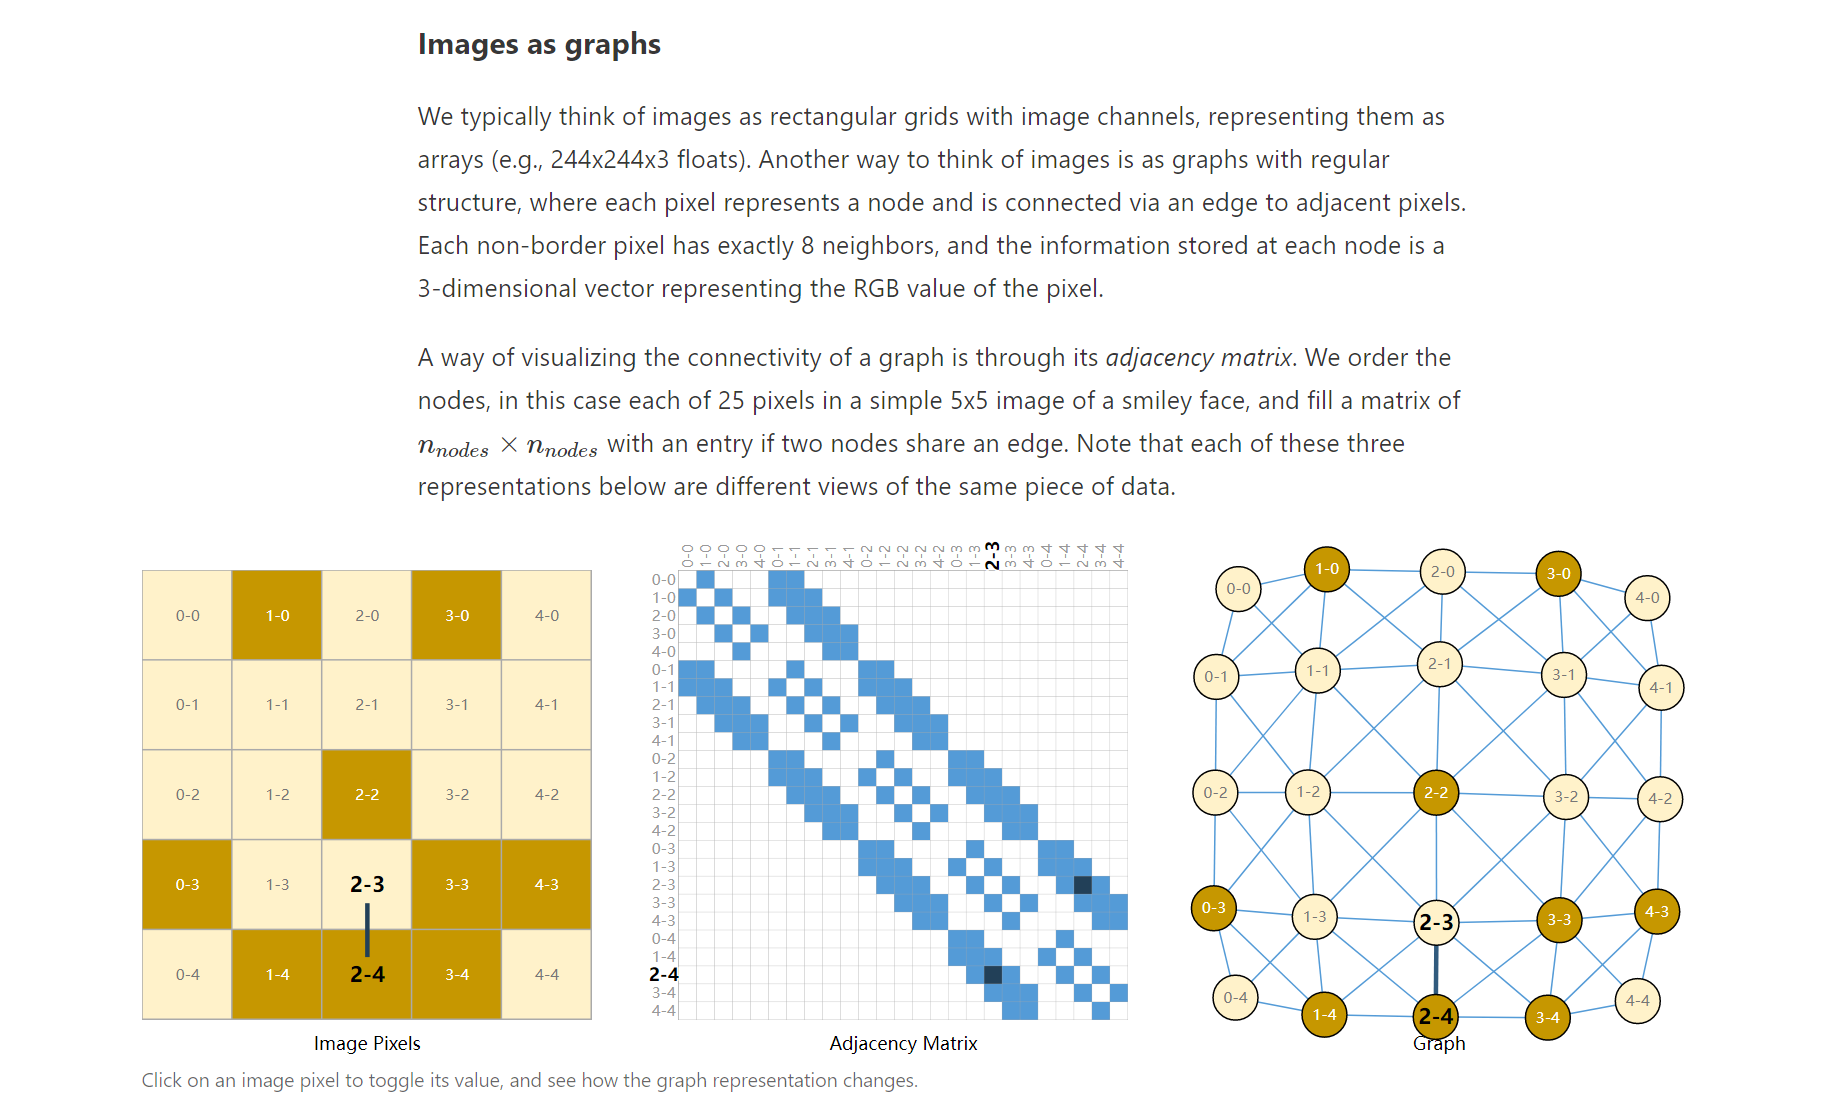 Images as graphs
We typically think of images as rectangular grids with image channels, representing them as
arrays (e.g., 244x244x3 floats). Another way to think of images is as graphs with regular
structure, where each pixel represents a node and is connected via an edge to adjacent pixels.
Each non-border pixel has exactly 8 neighbors, and the information stored at each node is a
3-dimensional vector representing the RGB value of the pixel.
A way of visualizing the connectivity of a graph is through its adjacency matrix. We order the
nodes, in this case each of 25 pixels in a simple 5x5 image of a smiley face, and fill a matrix of
n_nodes × n_nodes with an entry if two nodes share an edge. Note that each of these three
representations below are different views of the same piece of data.
0-0 1-0 2-0 3-0 4-0
0-1 1-1 2-1 3-1 4-1
0-2 1-2 2-2 3-2 4-2
0-3 1-3 2-3 3-3 4-3
0-4 1-4 2-4 3-4 4-4
Image Pixels
0-0 1-0 2-0 3-0 4-0 0-1 1-1 2-1 3-1 4-1 0-2 1-2 2-2 3-2 4-2 0-3 1-3 2-3 3-3 4-3 0-4 1-4 2-4 3-4 4-4
0-0
1-0
2-0
3-0
4-0
0-1
1-1
2-1
3-1
4-1
0-2
1-2
2-2
3-2
4-2
0-3
1-3
2-3
3-3
4-3
0-4
1-4
2-4
3-4
4-4
Adjacency Matrix
0-0 1-0 2-0 3-0 4-0
0-1 1-1 2-1 3-1 4-1
0-2 1-2 2-2 3-2 4-2
0-3 1-3 2-3 3-3 4-3
0-4 1-4 2-4 3-4 4-4
Graph
Click on an image pixel to toggle its value, and see how the graph representation changes.